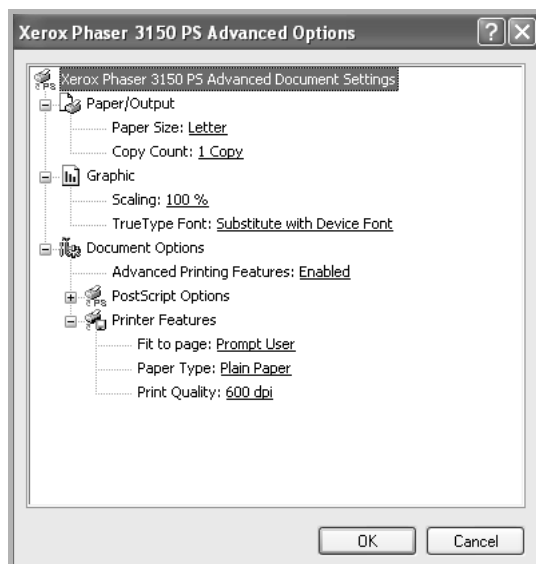 Xerox Phaser 3150 PS Advanced Options
Xerox Phaser 3150 PS Advanced Document Settings
Paper/Output
Paper Size: Letter
Copy Count: 1 Copy
Graphic
Scaling: 100 %
TrueType Font: Substitute with Device Font
Document Options
Advanced Printing Features: Enabled
PostScript Options
Printer Features
Fit to page: Prompt User
Paper Type: Plain Paper
Print Quality: 600 dpi
OK Cancel